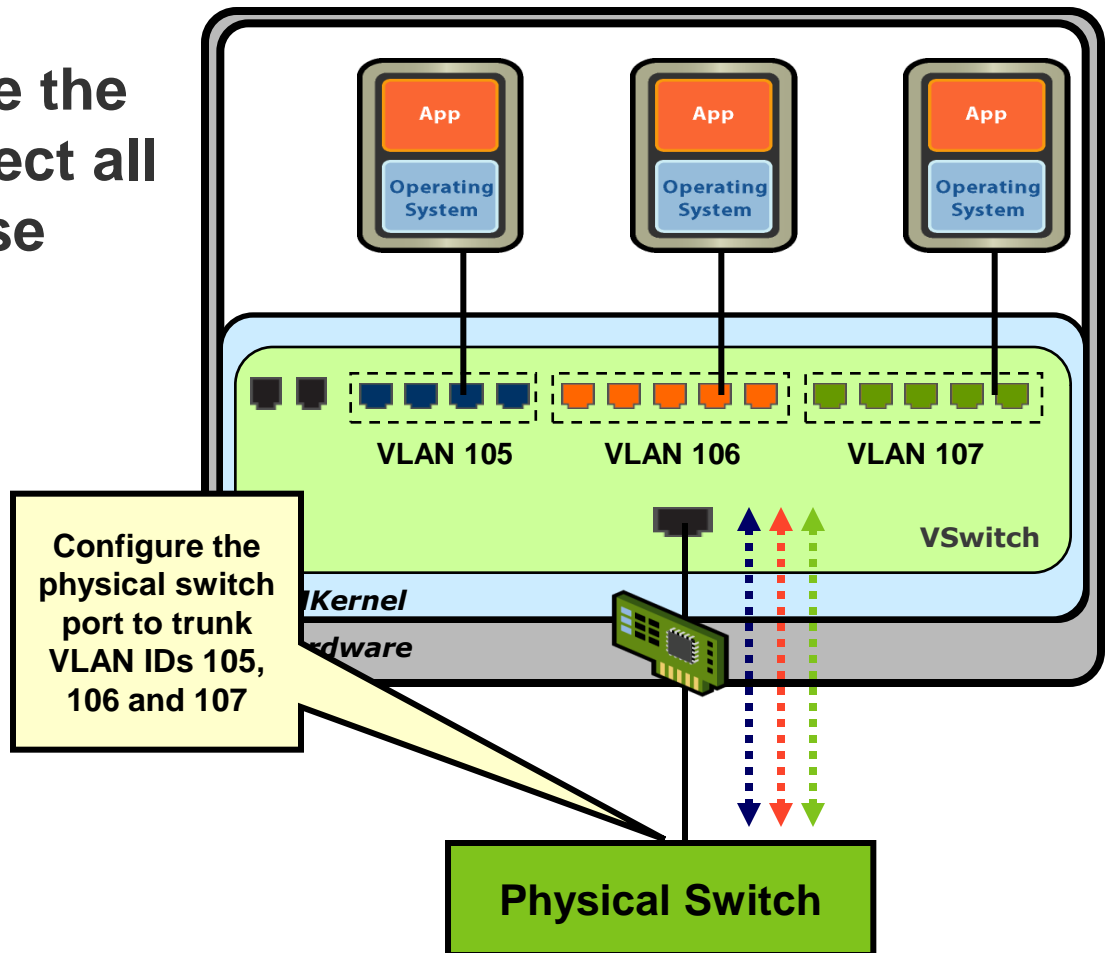 e the
ect all
se
App
Operating
System
App
Operating
System
App
Operating
System
VLAN 105
VLAN 106
VLAN 107
VSwitch
Configure the
physical switch
port to trunk
VLAN IDs 105,
106 and 107
Kernel
rdware
Physical Switch